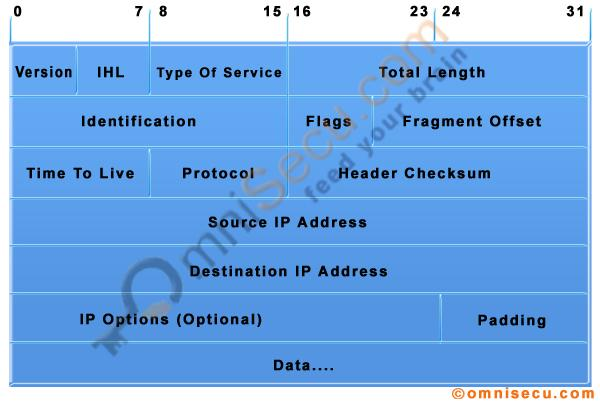 0 7 8 15 16 23 24 31
Version IHL Type Of Service Total Length
Identification Flags Fragment Offset
Time To Live Protocol Header Checksum
Source IP Address
Destination IP Address
IP Options (Optional) Padding
Data....
OmniSecu.com
feed your brain
©omnisecu.com